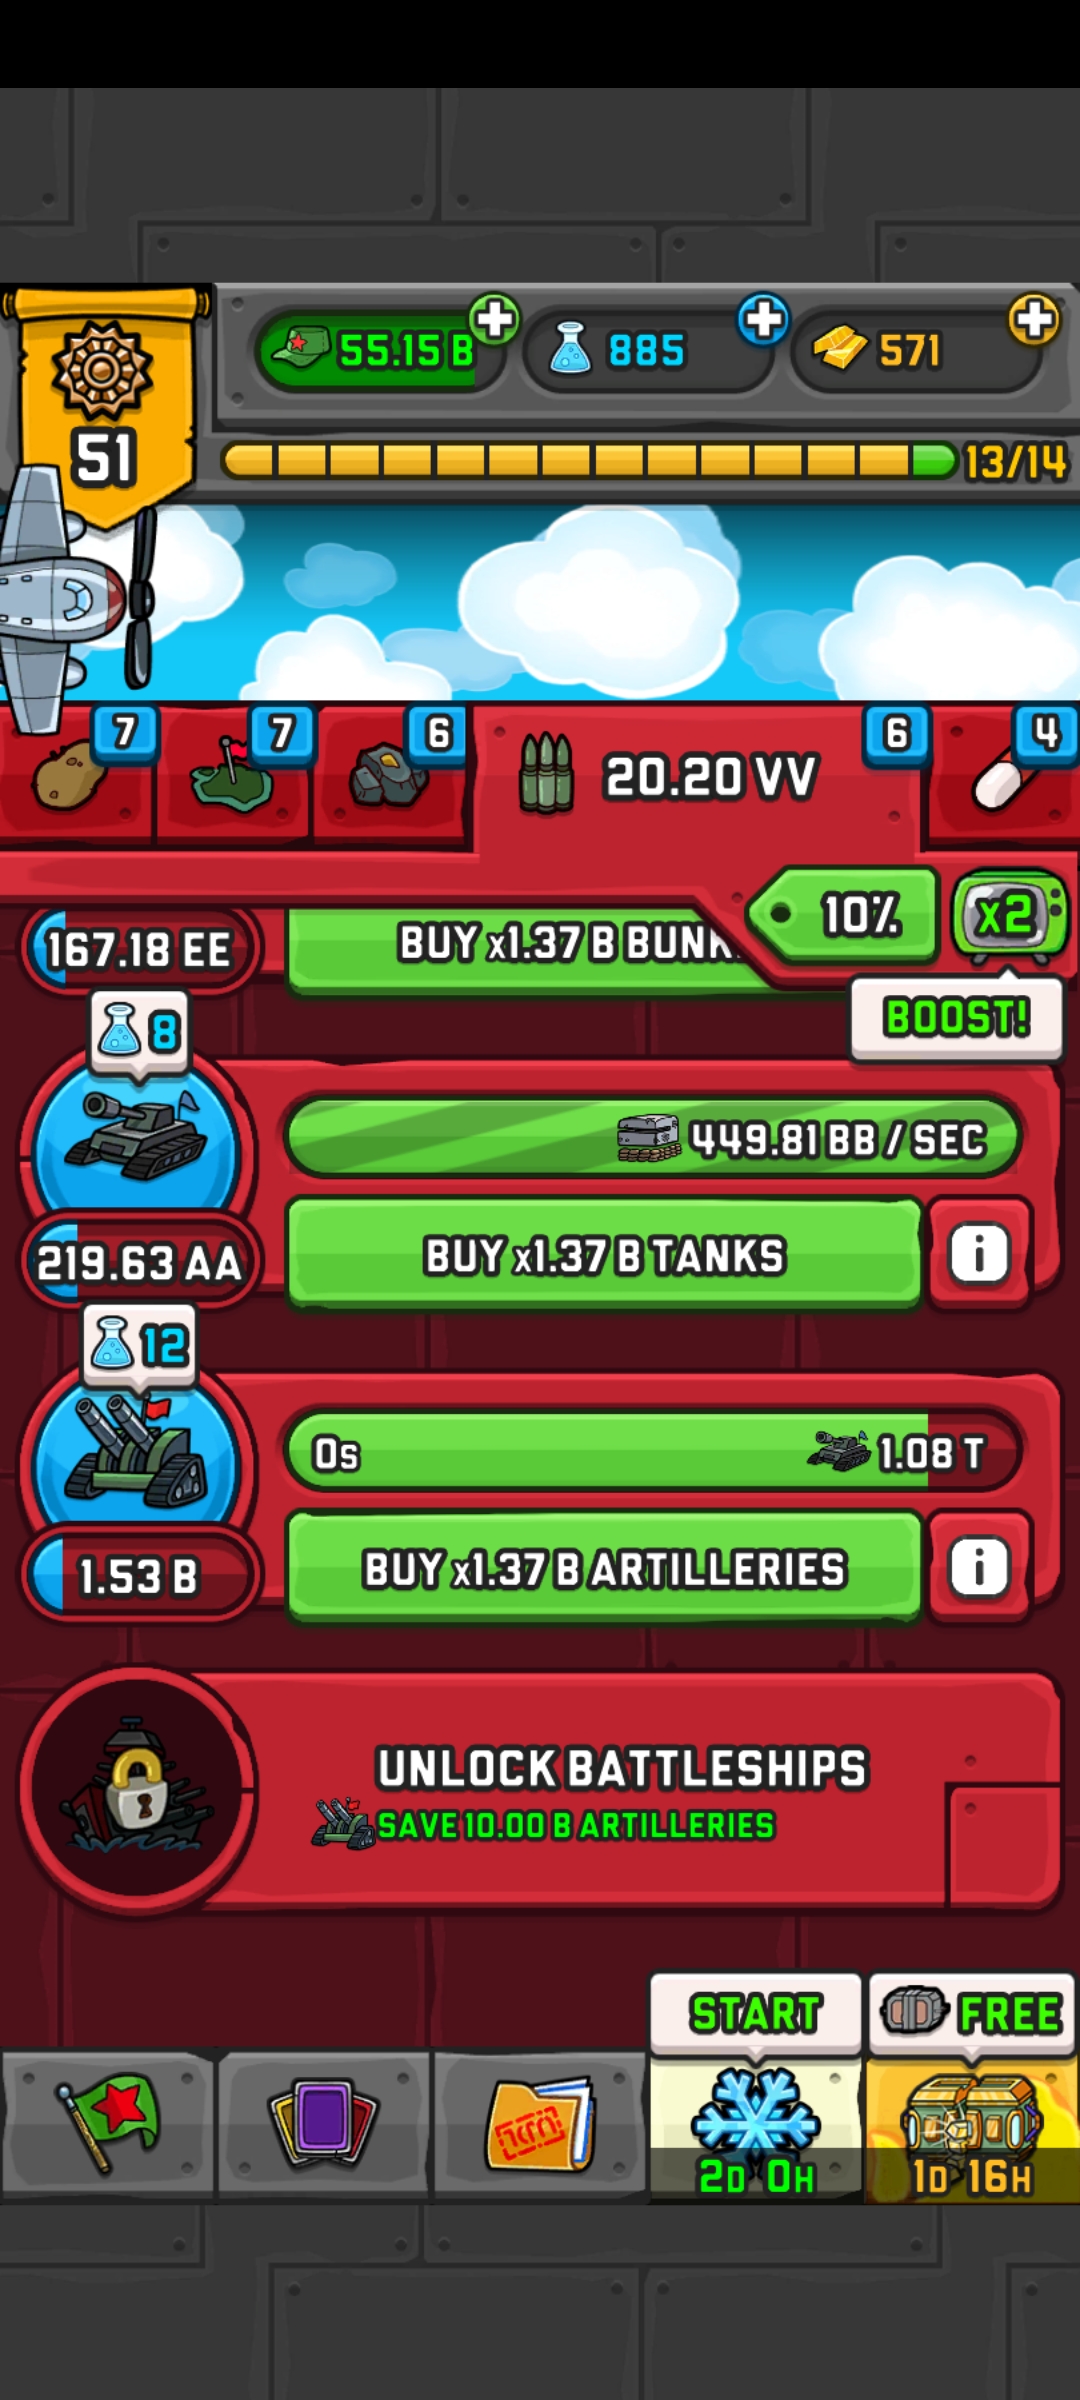 51
55.15 B
885
571
13/14
7
7
6
20.20 VV
6
4
10%
x2
BOOST!
167.18 EE
BUY x1.37 B
8
449.81 BB / SEC
219.63 AA
BUY x1.37 B TANKS
i
12
0s
1.08 T
1.53 B
BUY x1.37 B ARTILLERIES
i
UNLOCK BATTLESHIPS
SAVE 10.00 B ARTILLERIES
START
FREE
2D 0H
1D 16H